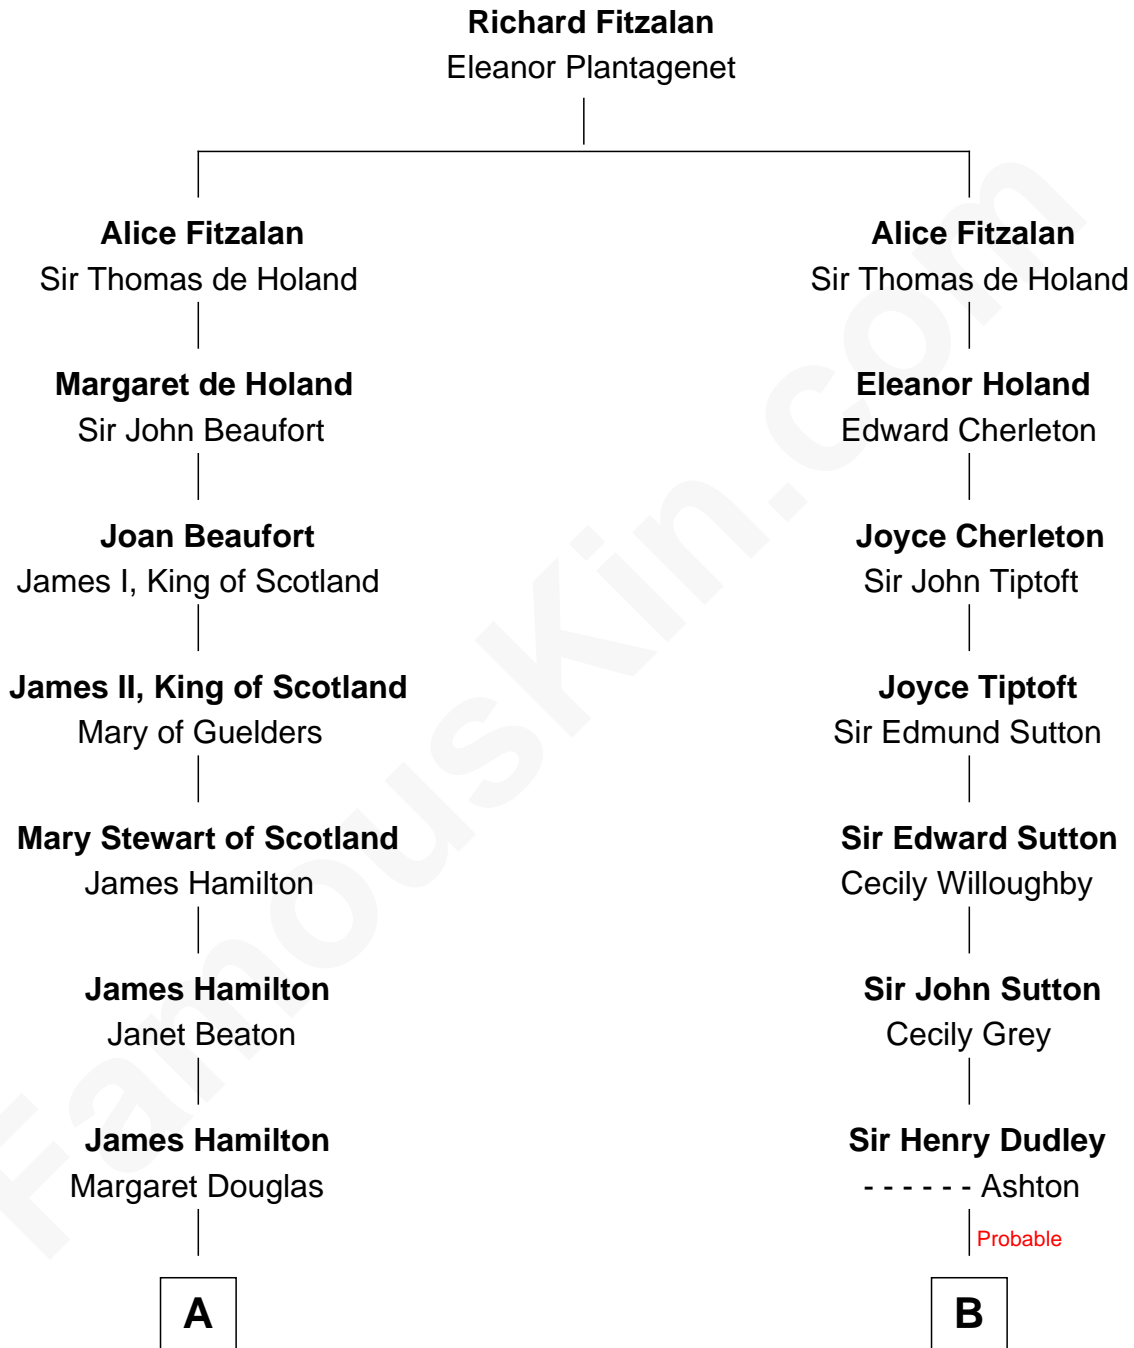 Richard Fitzalan
Eleanor Plantagenet
Alice Fitzalan
Sir Thomas de Holand
Margaret de Holand
Sir John Beaufort
Joan Beaufort
James I, King of Scotland
James II, King of Scotland
Mary of Guelders
Mary Stewart of Scotland
James Hamilton
James Hamilton
Janet Beaton
James Hamilton
Margaret Douglas
A
Alice Fitzalan
Sir Thomas de Holand
Eleanor Holand
Edward Cherleton
Joyce Cherleton
Sir John Tiptoft
Joyce Tiptoft
Sir Edmund Sutton
Sir Edward Sutton
Cecily Willoughby
Sir John Sutton
Cecily Grey
Sir Henry Dudley
- - - - - - Ashton
Probable
B
FamousKin.com